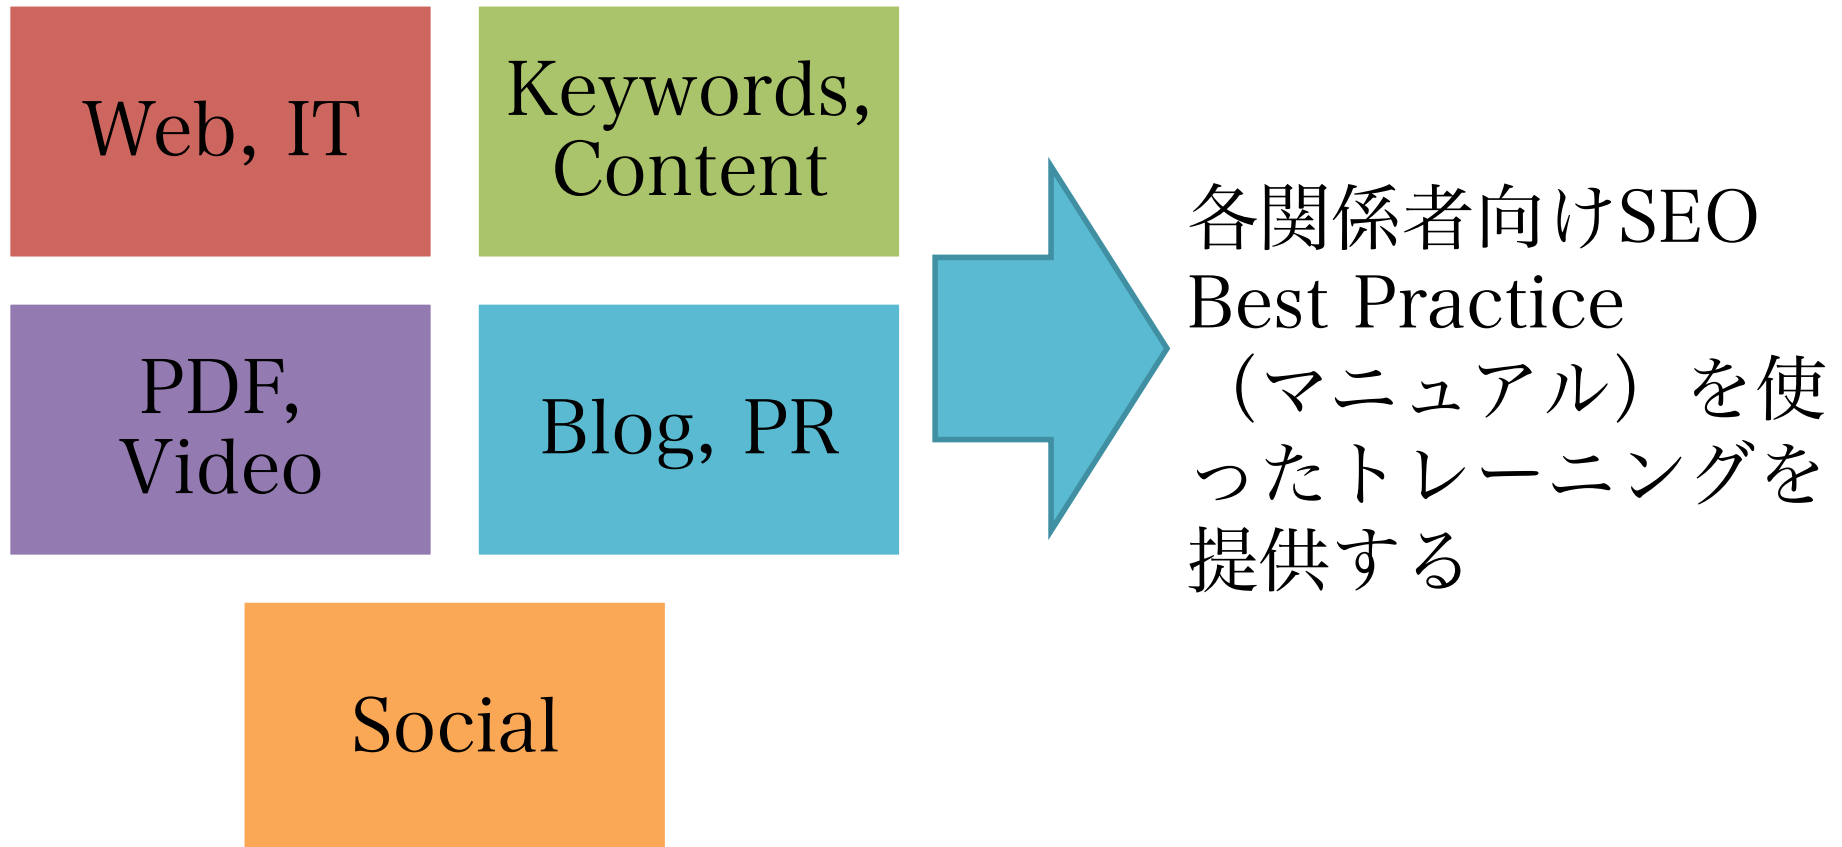 Web, IT
Keywords,
Content
PDF,
Video
Blog, PR
Social
各関係者向けSEO
Best Practice
（マニュアル）を使
ったトレーニングを
提供する